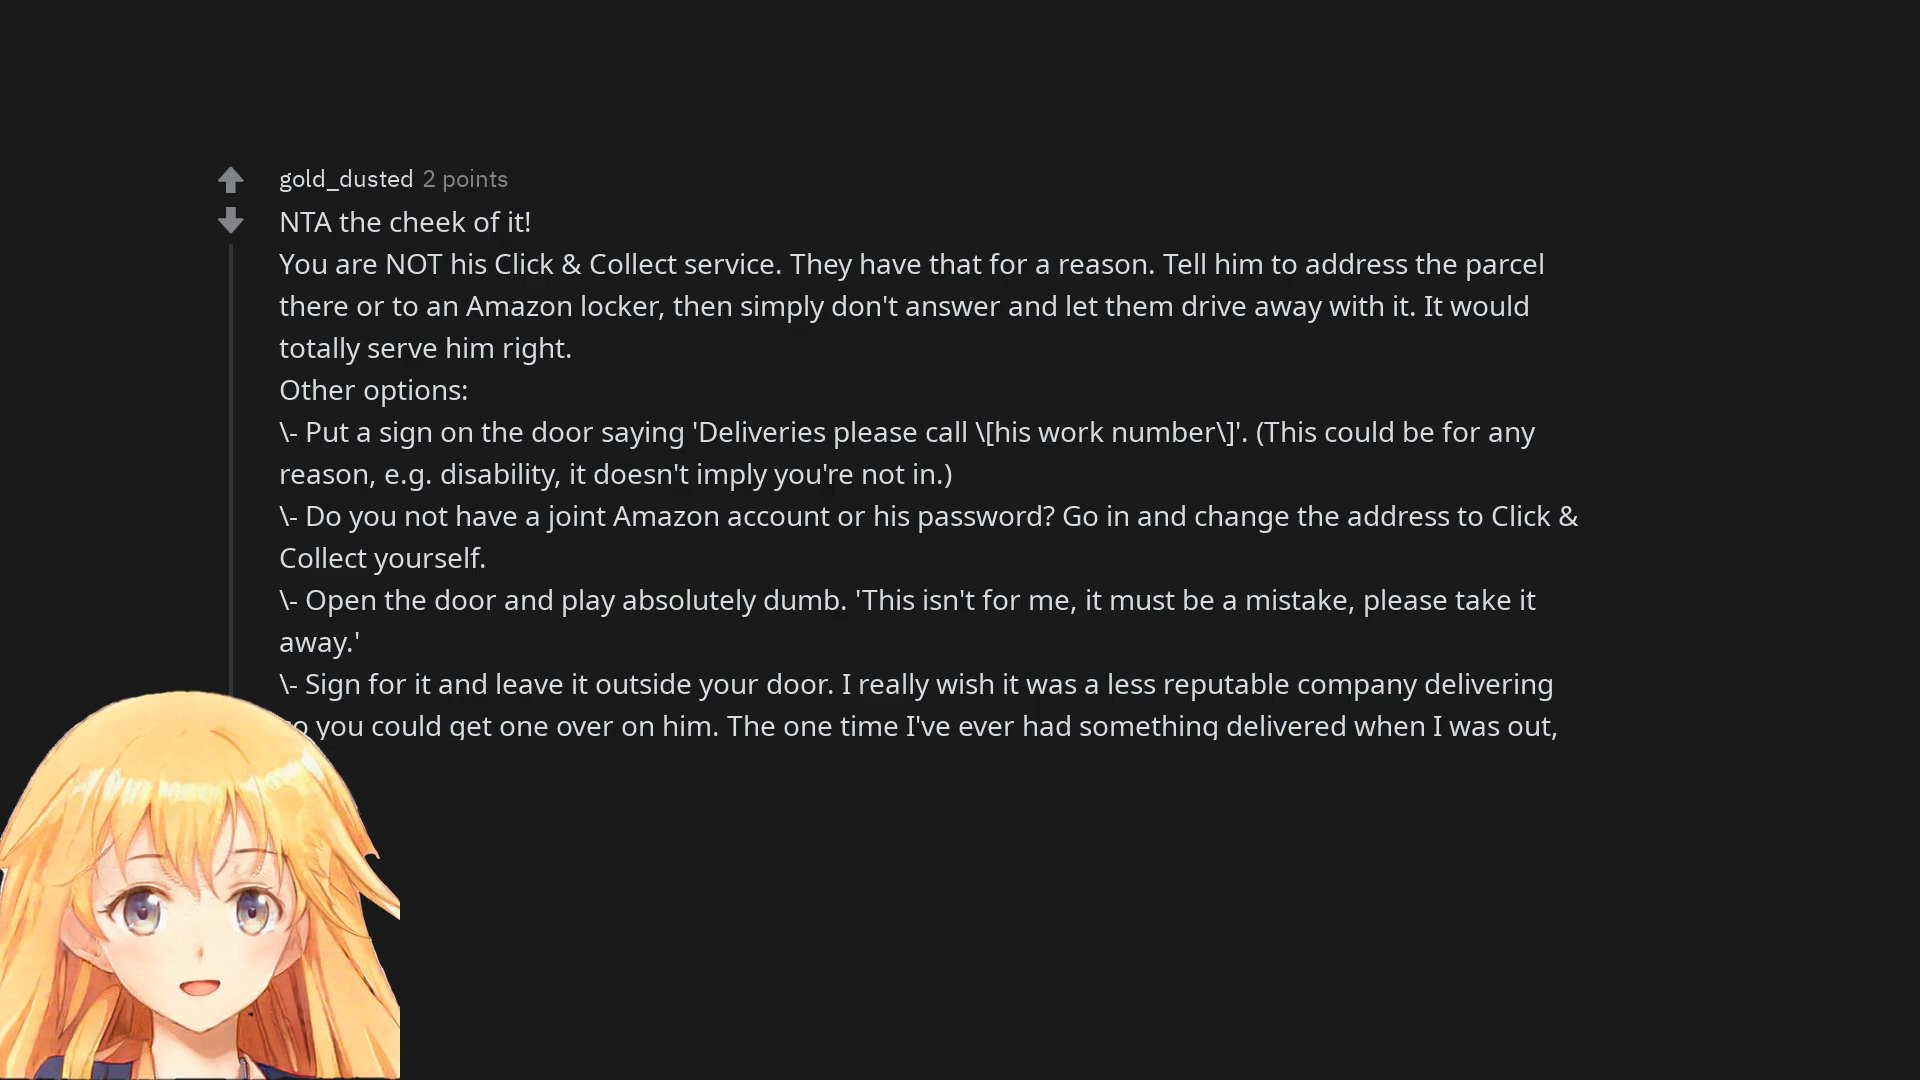 gold_dusted 2 points
NTA the cheek of it!
You are NOT his Click & Collect service. They have that for a reason. Tell him to address the parcel
there or to an Amazon locker, then simply don't answer and let them drive away with it. It would
totally serve him right.
Other options:
\- Put a sign on the door saying 'Deliveries please call \[his work number\]'. (This could be for any
reason, e.g. disability, it doesn't imply you're not in.)
\- Do you not have a joint Amazon account or his password? Go in and change the address to Click &
Collect yourself.
\- Open the door and play absolutely dumb. 'This isn't for me, it must be a mistake, please take it
away.'
\- Sign for it and leave it outside your door. I really wish it was a less reputable company delivering
you could get one over on him. The one time I've ever had something delivered when I was out,